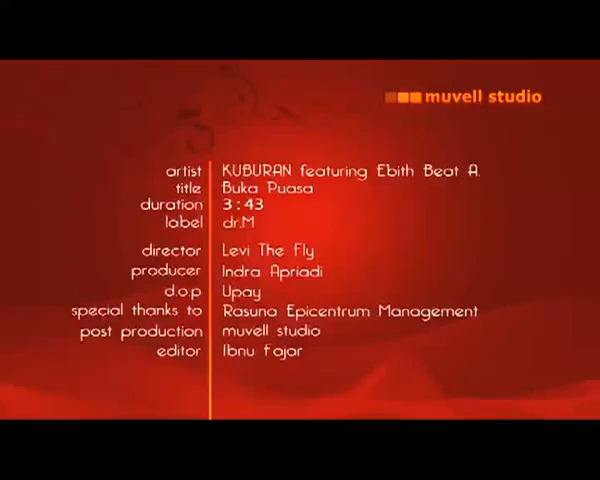 muvell studio
artist KUBURAN featuring Ebith Beat A.
title Buka Puasa
duration 3:43
label dr.M
director Levi The Fly
producer Indra Apriadi
d.o.p Upay
special thanks to Rasuna Epicentrum Management
post production muvell studio
editor Ibnu Fajar